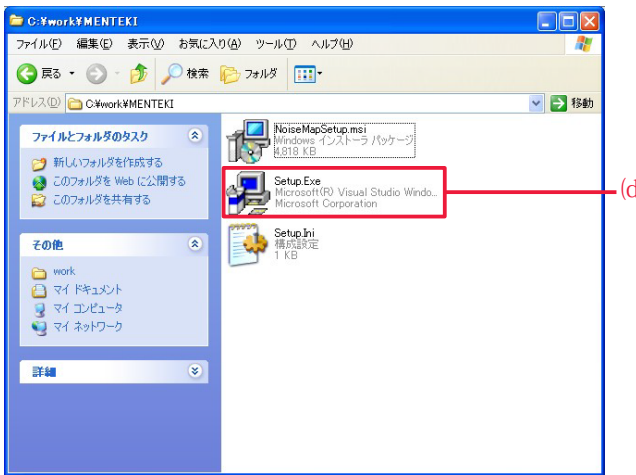 C:¥work¥MENTEKI
ファイル(F) 編集(E) 表示(V) お気に入り(A) ツール(T) ヘルプ(H)
戻る 検索 フォルダ
アドレス(D) C:¥work¥MENTEKI 移動
ファイルとフォルダのタスク
新しいフォルダを作成する
このフォルダを Web に公開する
このフォルダを共有する
その他
work
マイ ドキュメント
マイ コンピュータ
マイ ネットワーク
詳細
NoiseMapSetup.msi
Windows インストーラ パッケージ
4,818 KB
Setup.Exe
Microsoft(R) Visual Studio Windo...
Microsoft Corporation
Setup.Ini
構成設定
1 KB
(d